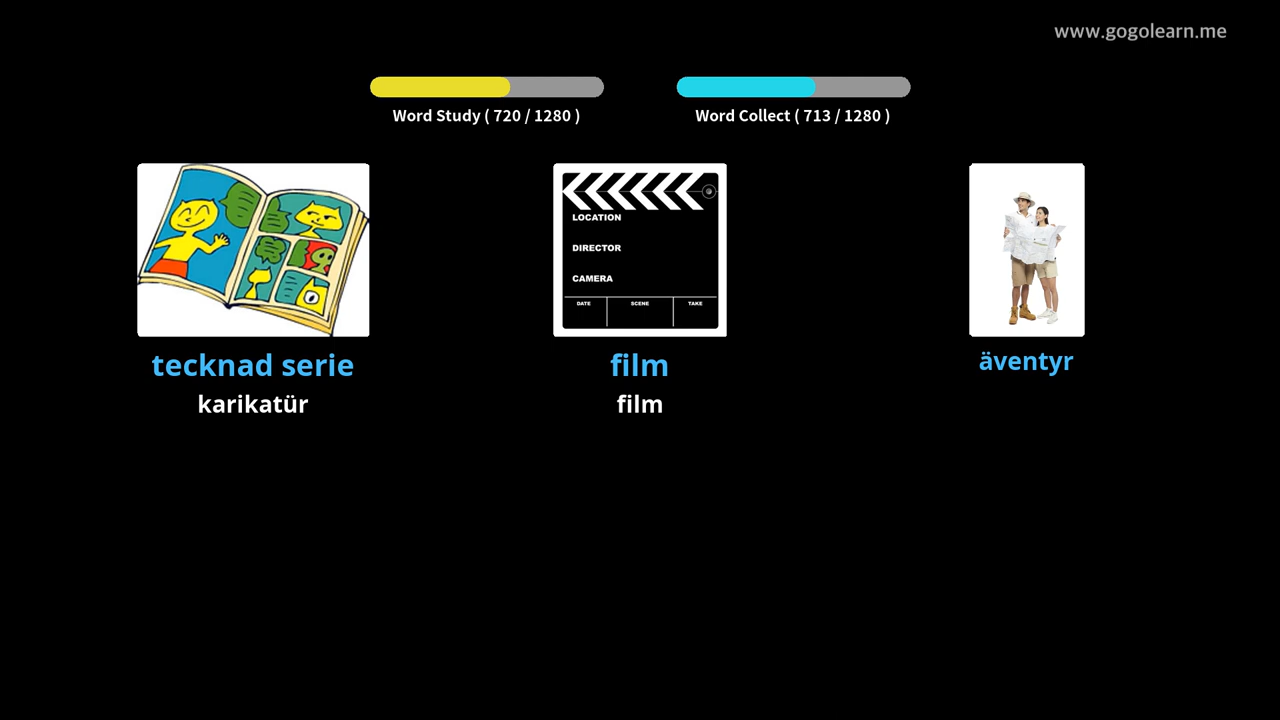 www.gogolearn.me
Word Study ( 720 / 1280 )
Word Collect ( 713 / 1280 )
LOCATION
DIRECTOR
CAMERA
DATE SCENE TAKE
tecknad serie
karikatür
film
film
äventyr